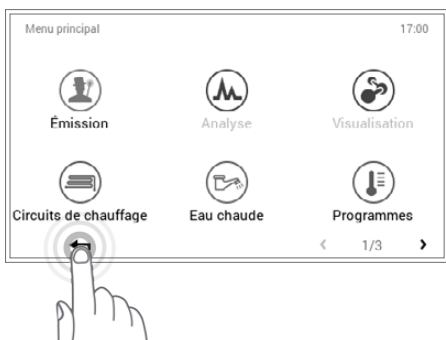 Menu principal 17:00
Émission Analyse Visualisation
Circuits de chauffage Eau chaude Programmes
1/3